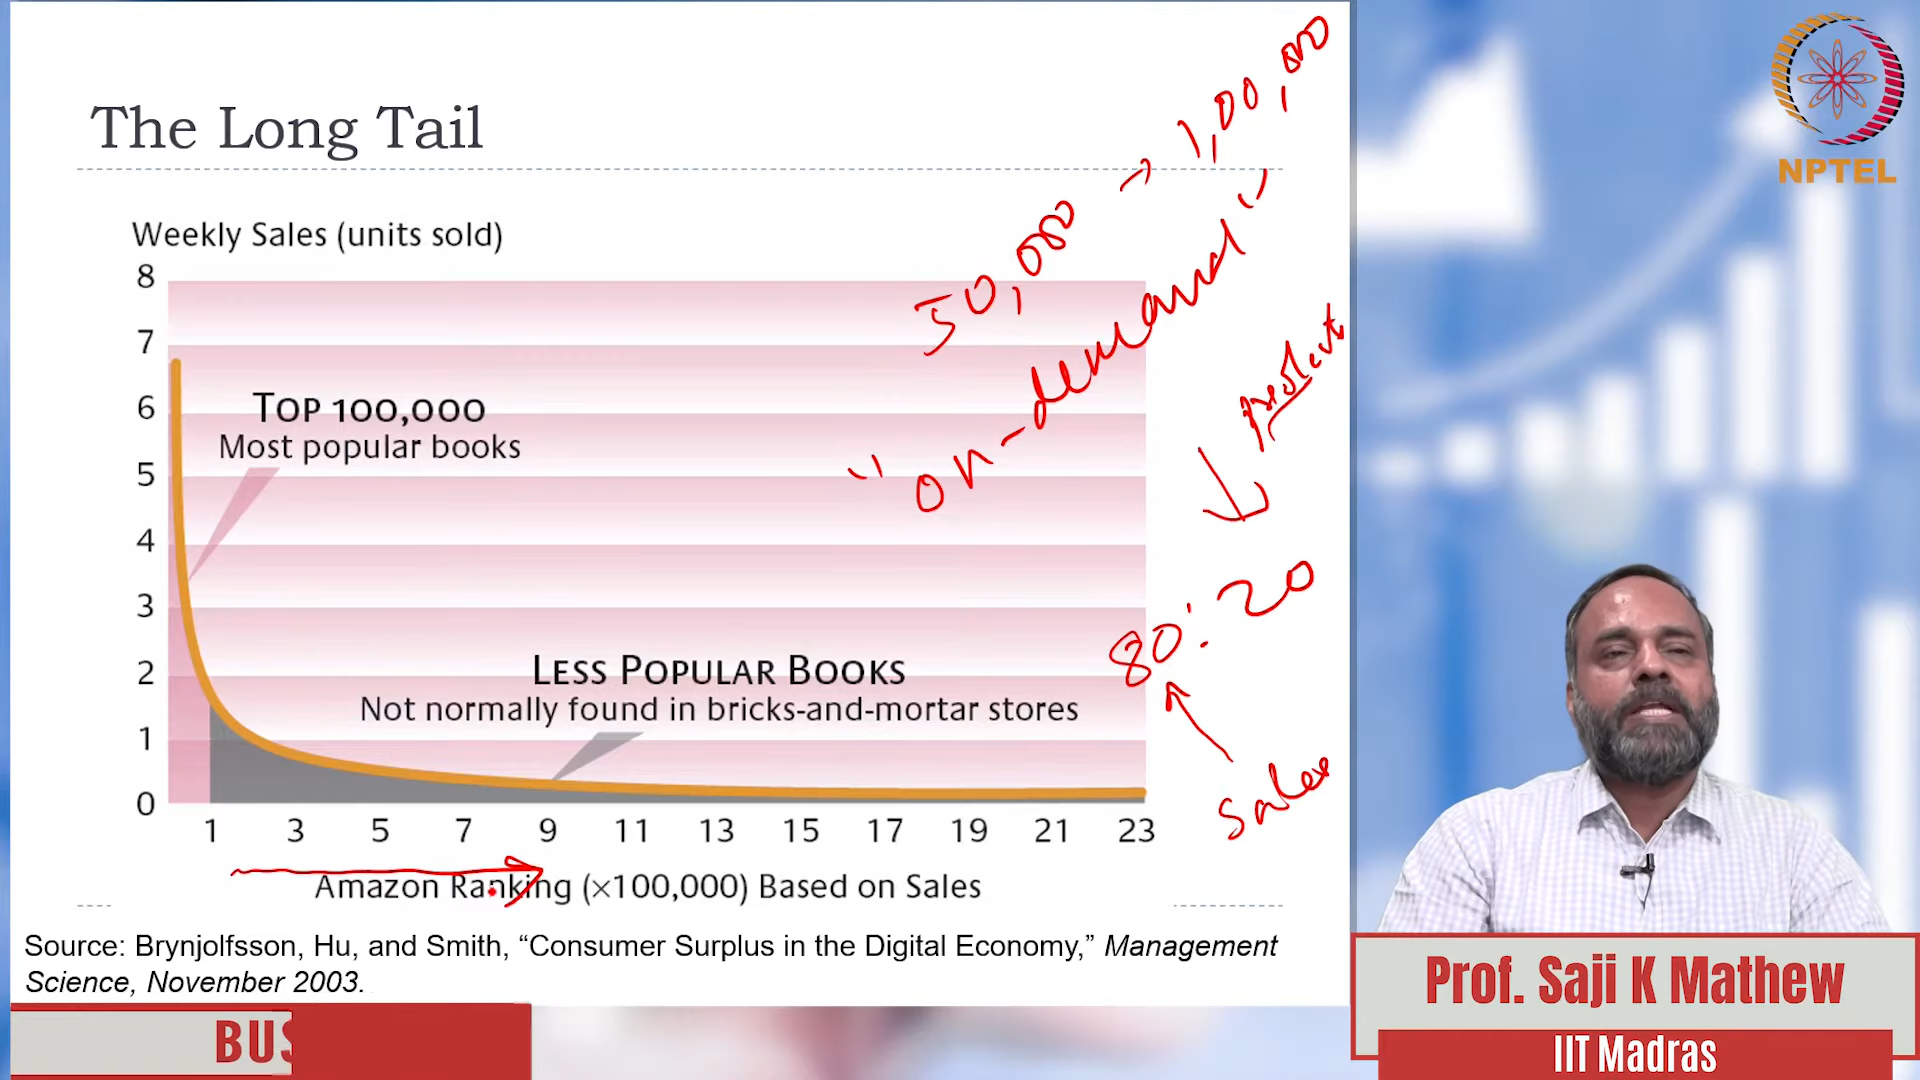 The Long Tail
50,000 → 1,00,000
"on-demand"
Weekly Sales (units sold)
8
7
6
5
4
3
2
1
0
TOP 100,000
Most popular books
LESS POPULAR BOOKS
Not normally found in bricks-and-mortar stores
80:20
Sales
1 3 5 7 9 11 13 15 17 19 21 23
Amazon Ranking (×100,000) Based on Sales
Source: Brynjolfsson, Hu, and Smith, “Consumer Surplus in the Digital Economy,” Management
Science, November 2003.
NPTEL
BUS
Prof. Saji K Mathew
IIT Madras